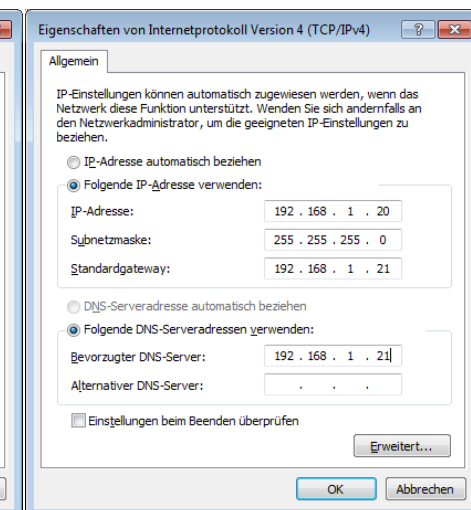 Eigenschaften von Internetprotokoll Version 4 (TCP/IPv4)
Allgemein
IP-Einstellungen können automatisch zugewiesen werden, wenn das
Netzwerk diese Funktion unterstützt. Wenden Sie sich andernfalls an
den Netzwerkadministrator, um die geeigneten IP-Einstellungen zu
beziehen.
IP-Adresse automatisch beziehen
Folgende IP-Adresse verwenden:
IP-Adresse: 192 . 168 . 1 . 20
Subnetzmaske: 255 . 255 . 255 . 0
Standardgateway: 192 . 168 . 1 . 21
DNS-Serveradresse automatisch beziehen
Folgende DNS-Serveradressen verwenden:
Bevorzugter DNS-Server: 192 . 168 . 1 . 21
Alternativer DNS-Server: . . .
Einstellungen beim Beenden überprüfen
Erweitert...
OK Abbrechen